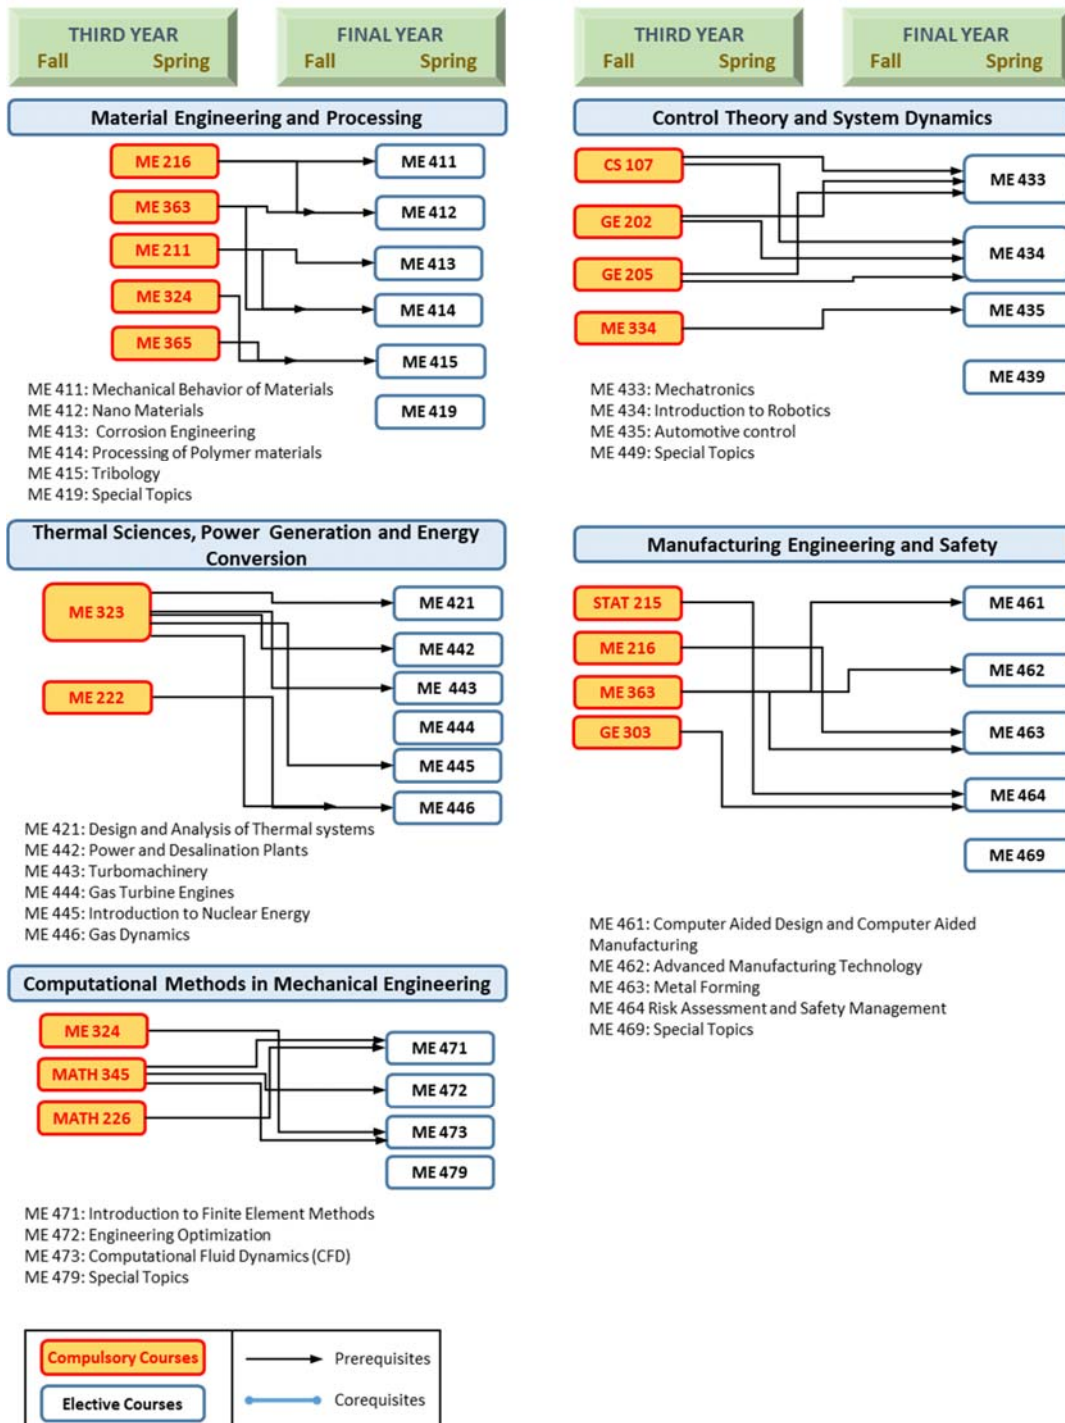 THIRD YEAR
Fall Spring
FINAL YEAR
Fall Spring
Material Engineering and Processing
ME 216
ME 363
ME 211
ME 324
ME 365
ME 411
ME 412
ME 413
ME 414
ME 415
ME 419
ME 411: Mechanical Behavior of Materials
ME 412: Nano Materials
ME 413: Corrosion Engineering
ME 414: Processing of Polymer materials
ME 415: Tribology
ME 419: Special Topics
Thermal Sciences, Power Generation and Energy
Conversion
ME 323
ME 222
ME 421
ME 442
ME 443
ME 444
ME 445
ME 446
ME 421: Design and Analysis of Thermal systems
ME 442: Power and Desalination Plants
ME 443: Turbomachinery
ME 444: Gas Turbine Engines
ME 445: Introduction to Nuclear Energy
ME 446: Gas Dynamics
Computational Methods in Mechanical Engineering
ME 324
MATH 345
MATH 226
ME 471
ME 472
ME 473
ME 479
ME 471: Introduction to Finite Element Methods
ME 472: Engineering Optimization
ME 473: Computational Fluid Dynamics (CFD)
ME 479: Special Topics
Compulsory Courses
Elective Courses
Prerequisites
Corequisites
THIRD YEAR
Fall Spring
FINAL YEAR
Fall Spring
Control Theory and System Dynamics
CS 107
GE 202
GE 205
ME 334
ME 433
ME 434
ME 435
ME 439
ME 433: Mechatronics
ME 434: Introduction to Robotics
ME 435: Automotive control
ME 449: Special Topics
Manufacturing Engineering and Safety
STAT 215
ME 216
ME 363
GE 303
ME 461
ME 462
ME 463
ME 464
ME 469
ME 461: Computer Aided Design and Computer Aided
Manufacturing
ME 462: Advanced Manufacturing Technology
ME 463: Metal Forming
ME 464 Risk Assessment and Safety Management
ME 469: Special Topics